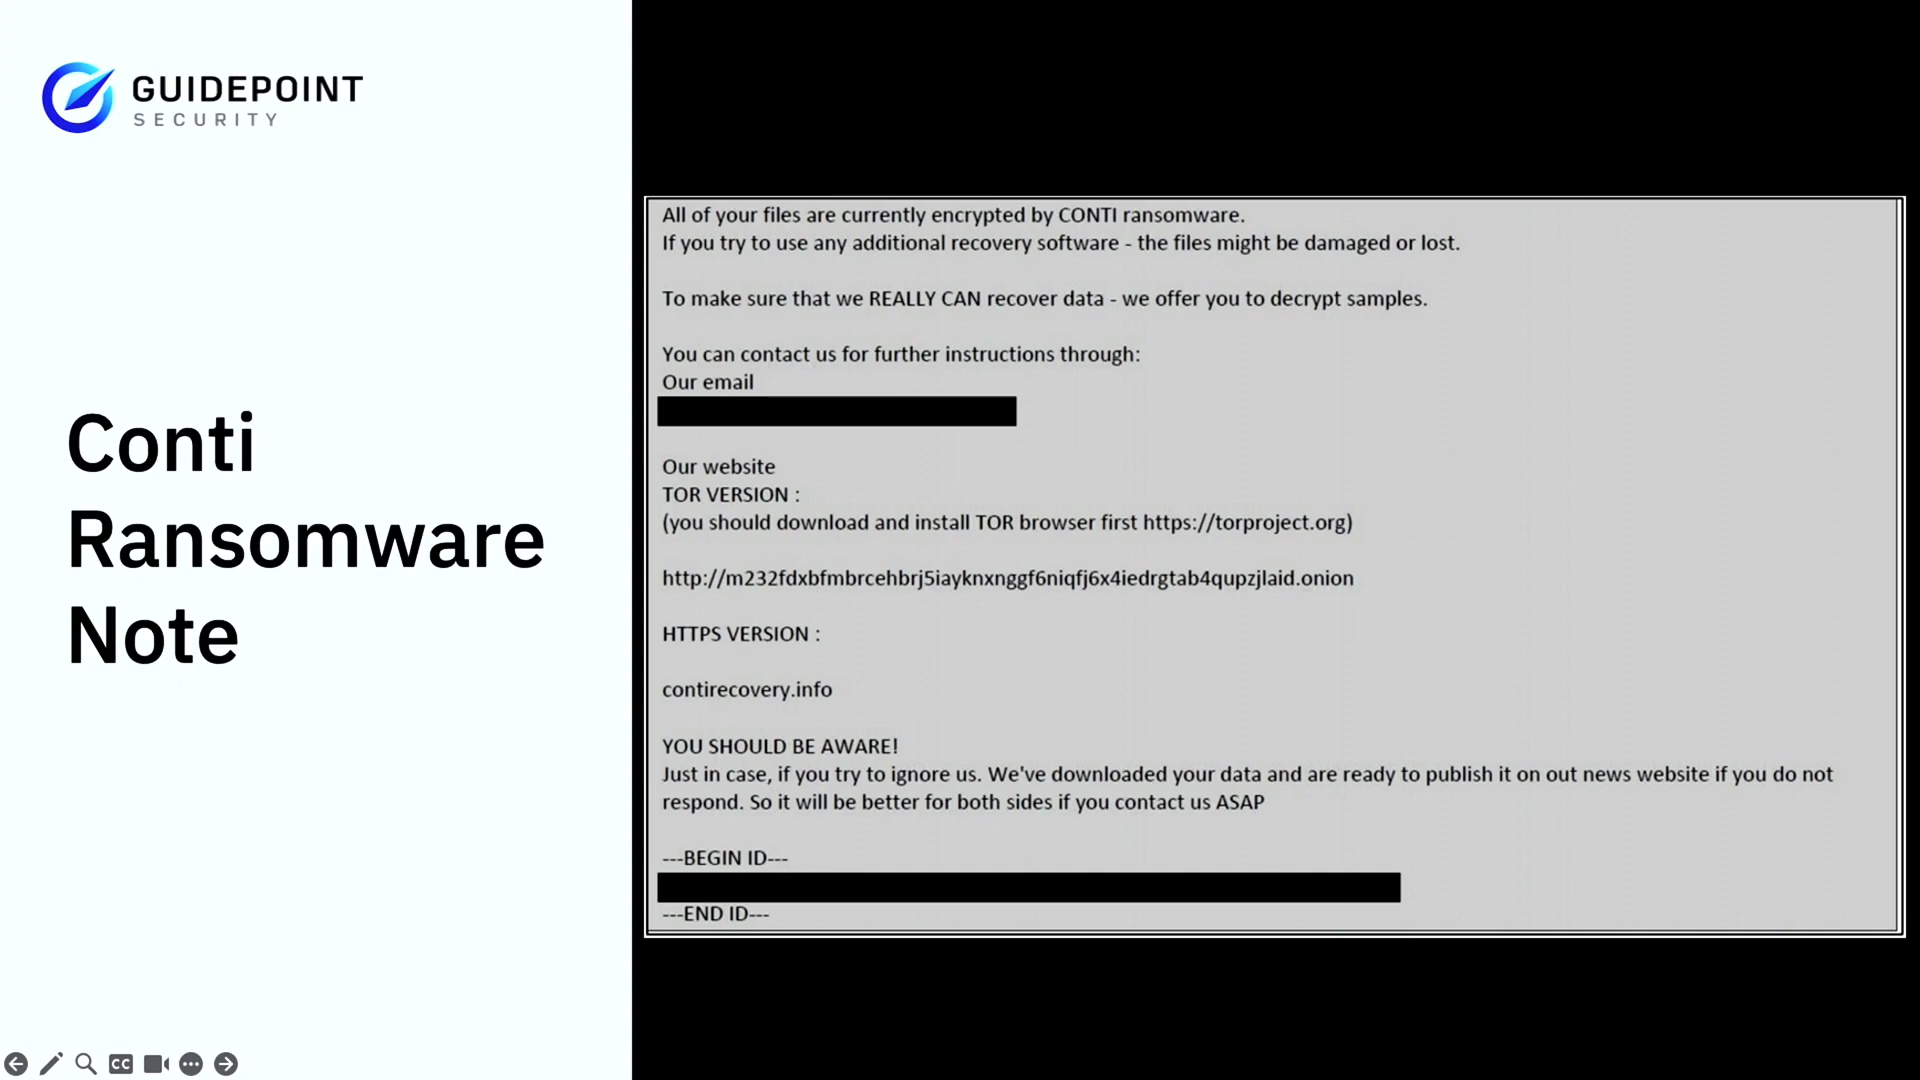 GUIDEPOINT
SECURITY
Conti
Ransomware
Note
All of your files are currently encrypted by CONTI ransomware.
If you try to use any additional recovery software - the files might be damaged or lost.
To make sure that we REALLY CAN recover data - we offer you to decrypt samples.
You can contact us for further instructions through:
Our email
Our website
TOR VERSION :
(you should download and install TOR browser first https://torproject.org)
http://m232fdxbfmbrcehbrj5iayknxnggf6niqfj6x4iedrgtab4qupzjlaid.onion
HTTPS VERSION :
contirecovery.info
YOU SHOULD BE AWARE!
Just in case, if you try to ignore us. We've downloaded your data and are ready to publish it on out news website if you do not
respond. So it will be better for both sides if you contact us ASAP
---BEGIN ID---
---END ID---
CC